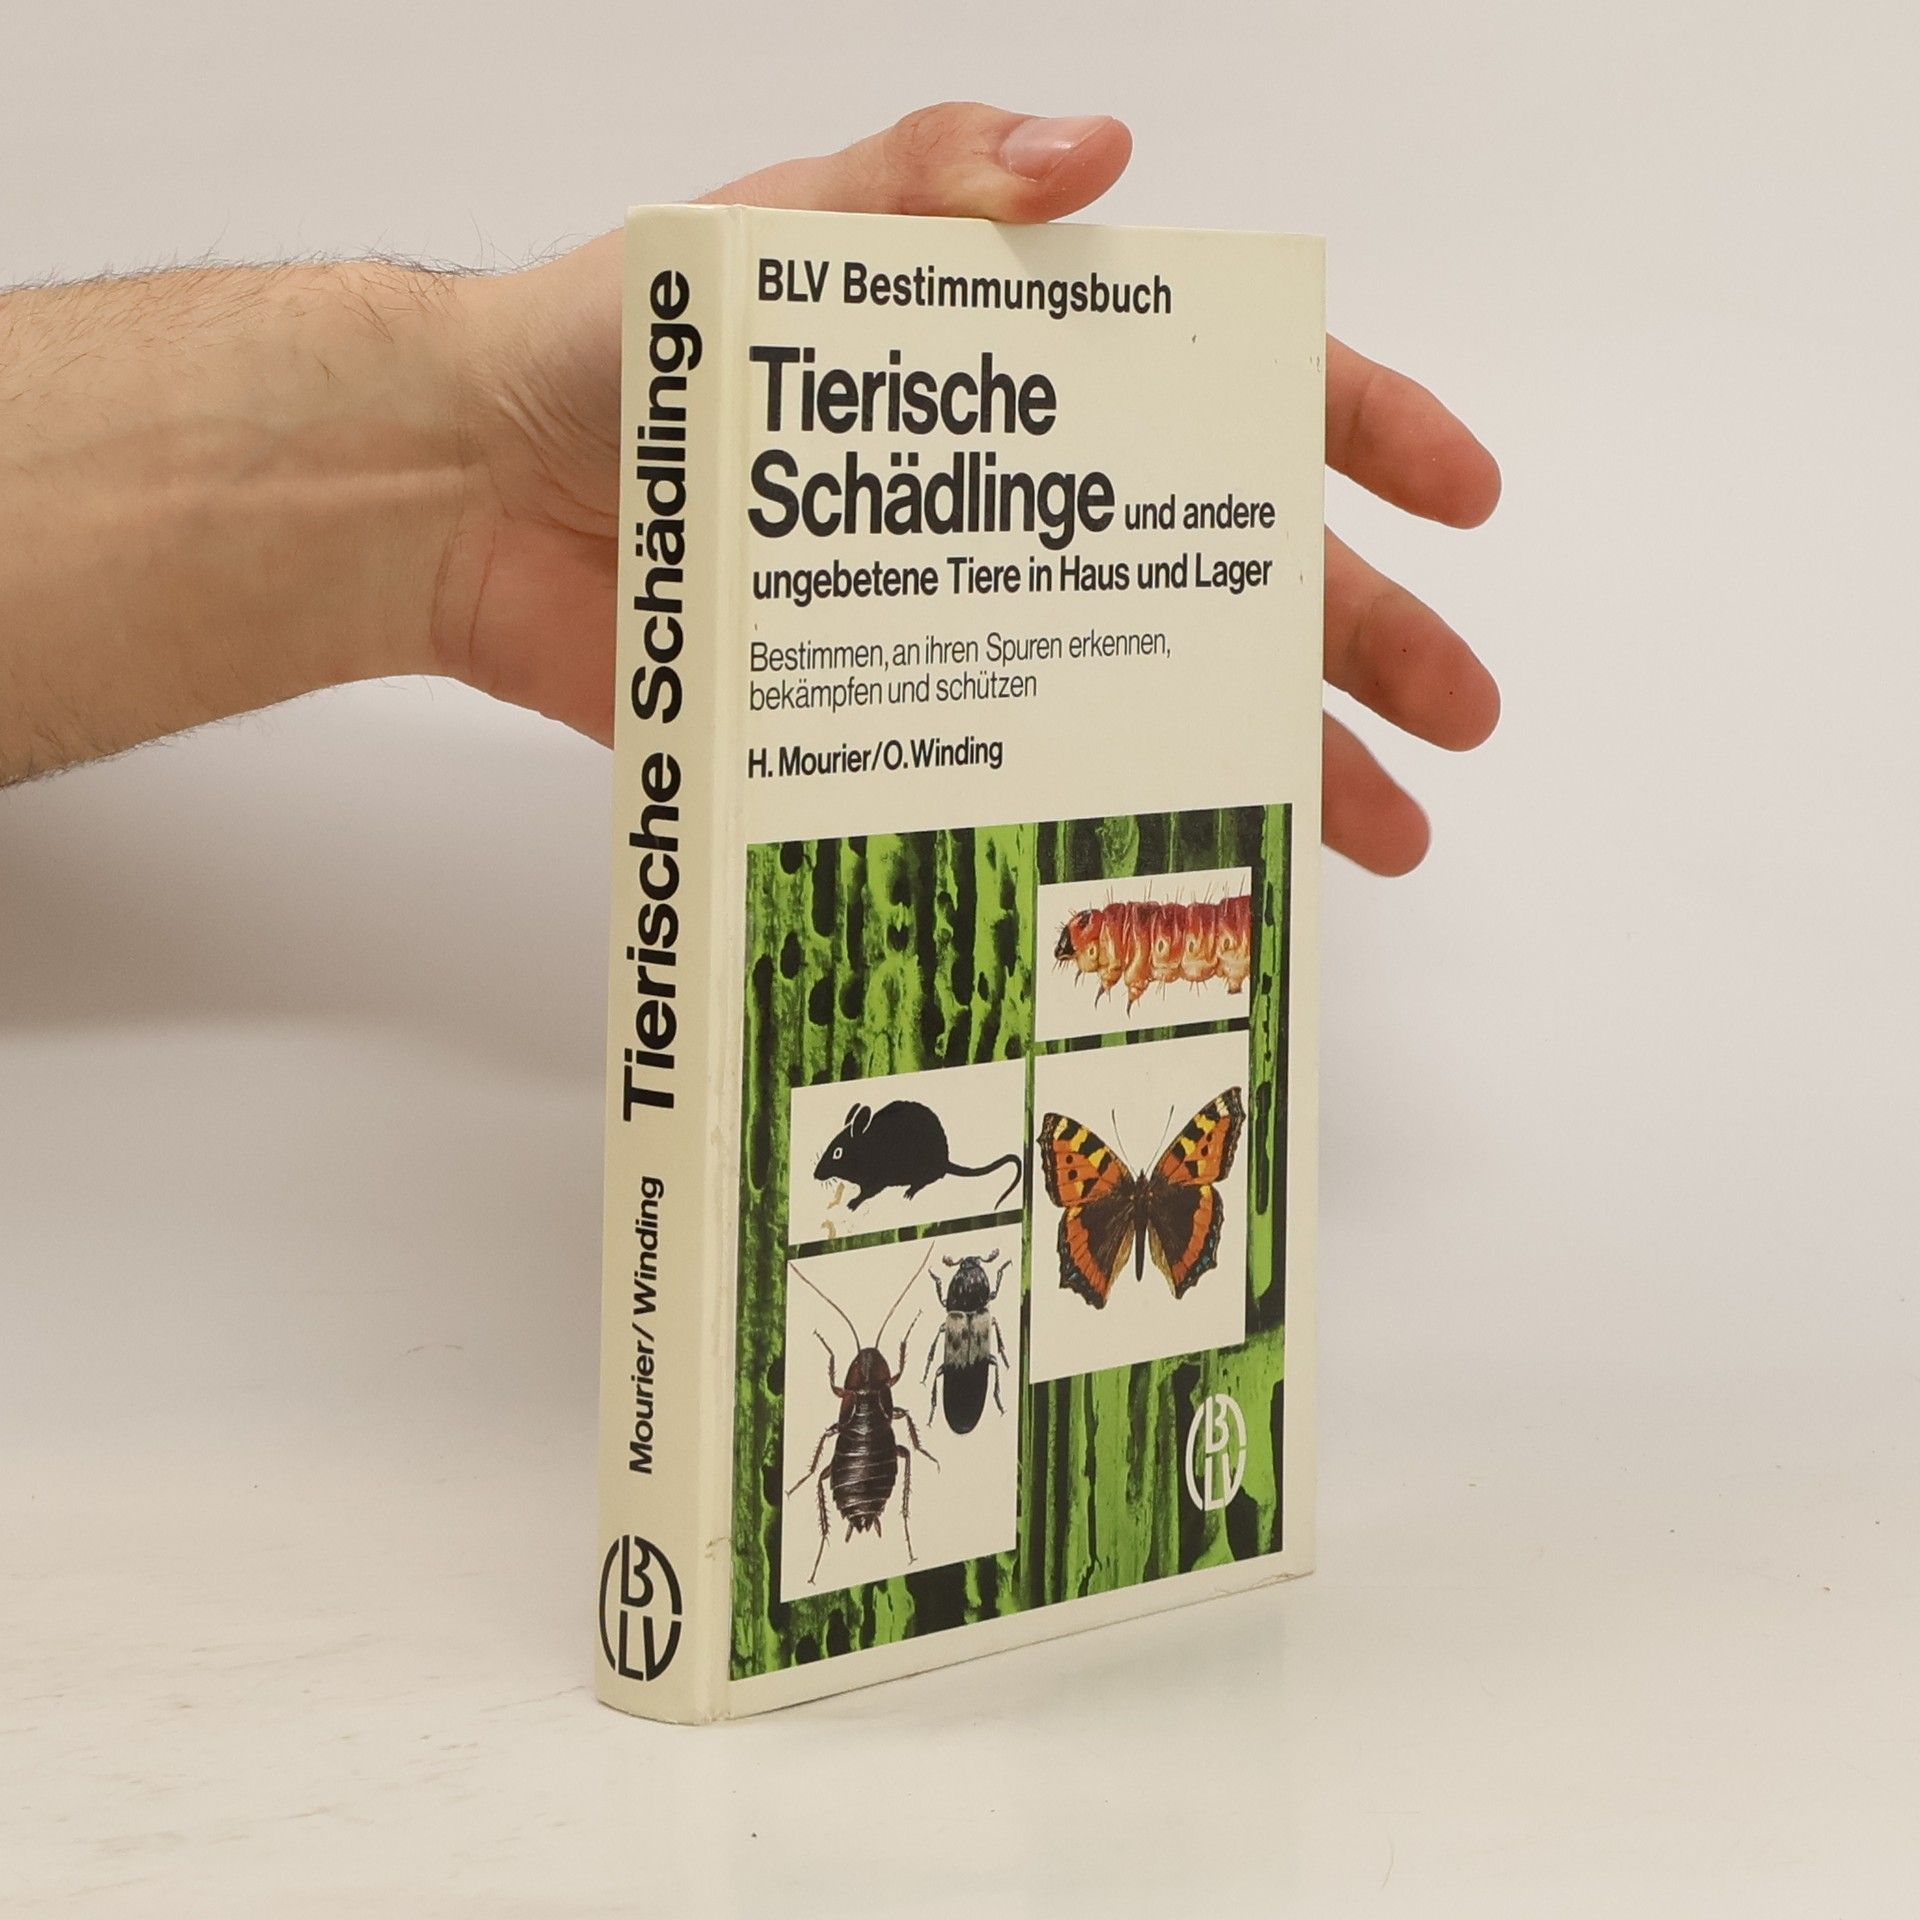 BLV Bestimmungsbuch
Tierische
Schädlinge und andere
ungebetene Tiere in Haus und Lager
Bestimmen, an ihren Spuren erkennen,
bekämpfen und schützen
H. Mourier/O. Winding
BLV
Mourier/Winding Tierische Schädlinge
BLV